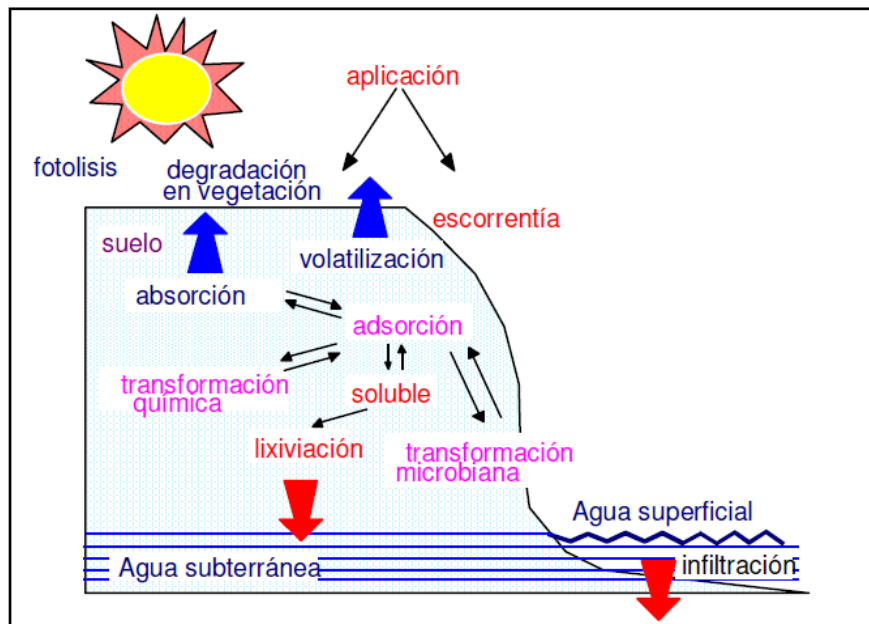 aplicación
fotolisis
degradación
en vegetación
escorrentía
suelo
volatilización
absorción
adsorción
transformación
química
soluble
lixiviación
transformación
microbiana
Agua superficial
Agua subterránea
infiltración